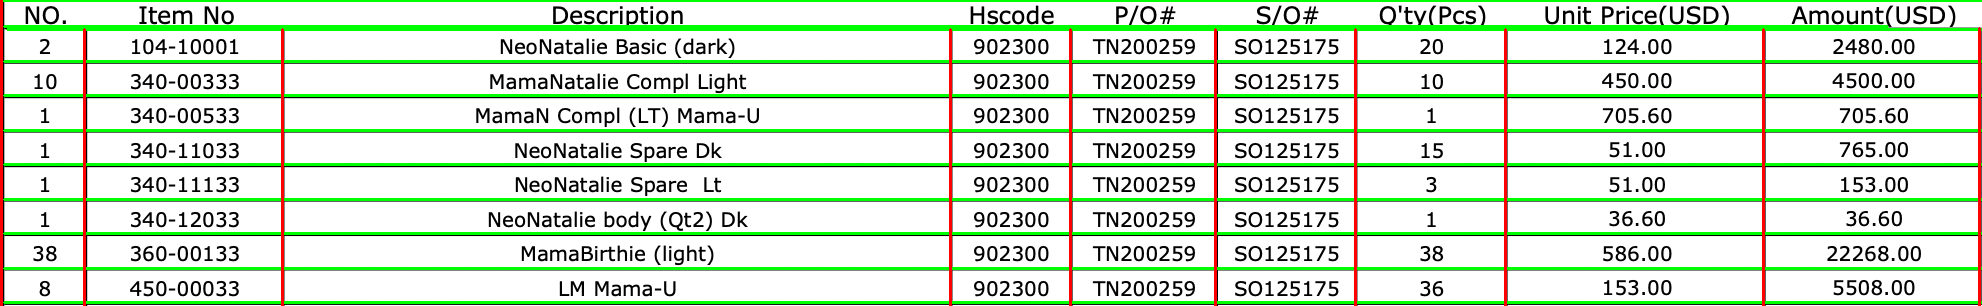 NO. Item No Description Hscode P/O# S/O# Q'ty(Pcs) Unit Price(USD) Amount(USD)
2 104-10001 NeoNatalie Basic (dark) 902300 TN200259 SO125175 20 124.00 2480.00
10 340-00333 MamaNatalie Compl Light 902300 TN200259 SO125175 10 450.00 4500.00
1 340-00533 MamaN Compl (LT) Mama-U 902300 TN200259 SO125175 1 705.60 705.60
1 340-11033 NeoNatalie Spare Dk 902300 TN200259 SO125175 15 51.00 765.00
1 340-11133 NeoNatalie Spare  Lt 902300 TN200259 SO125175 3 51.00 153.00
1 340-12033 NeoNatalie body (Qt2) Dk 902300 TN200259 SO125175 1 36.60 36.60
38 360-00133 MamaBirthie (light) 902300 TN200259 SO125175 38 586.00 22268.00
8 450-00033 LM Mama-U 902300 TN200259 SO125175 36 153.00 5508.00